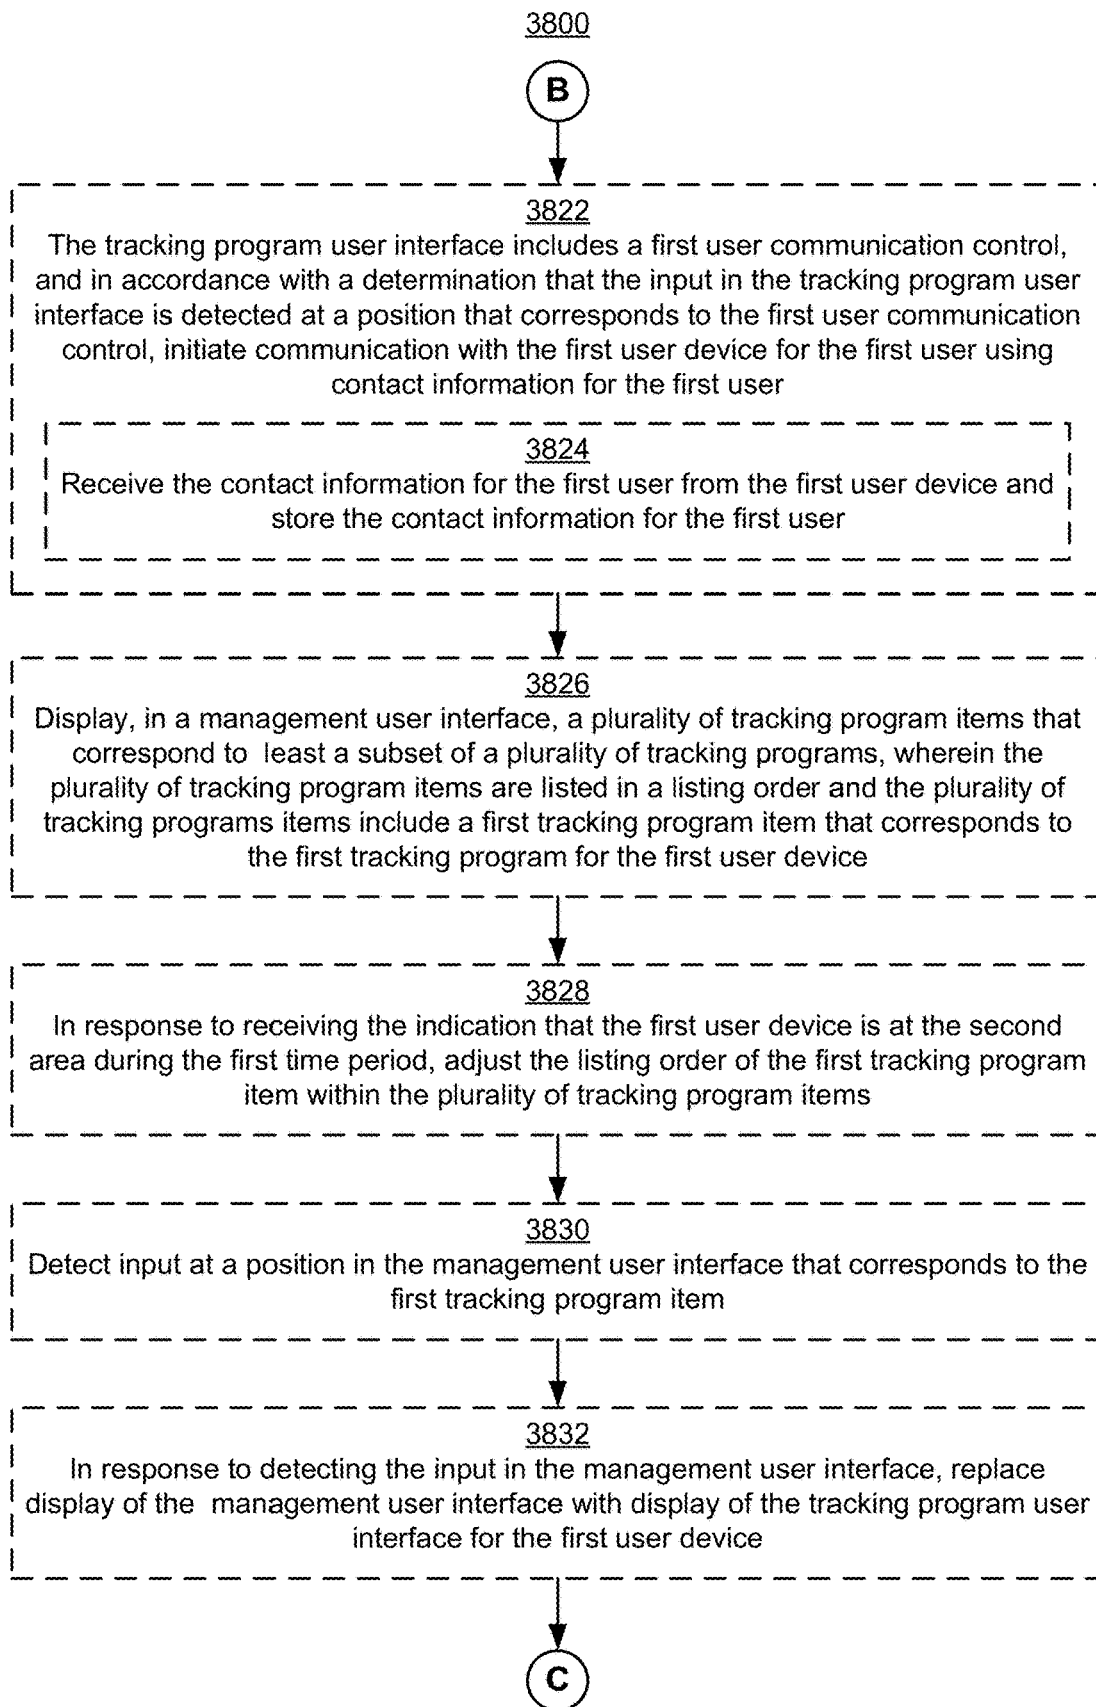 3800
B
3822
The tracking program user interface includes a first user communication control,
and in accordance with a determination that the input in the tracking program user
interface is detected at a position that corresponds to the first user communication
control, initiate communication with the first user device for the first user using
contact information for the first user
3824
Receive the contact information for the first user from the first user device and
store the contact information for the first user
3826
Display, in a management user interface, a plurality of tracking program items that
correspond to least a subset of a plurality of tracking programs, wherein the
plurality of tracking program items are listed in a listing order and the plurality of
tracking programs items include a first tracking program item that corresponds to
the first tracking program for the first user device
3828
In response to receiving the indication that the first user device is at the second
area during the first time period, adjust the listing order of the first tracking program
item within the plurality of tracking program items
3830
Detect input at a position in the management user interface that corresponds to the
first tracking program item
3832
In response to detecting the input in the management user interface, replace
display of the management user interface with display of the tracking program user
interface for the first user device
C